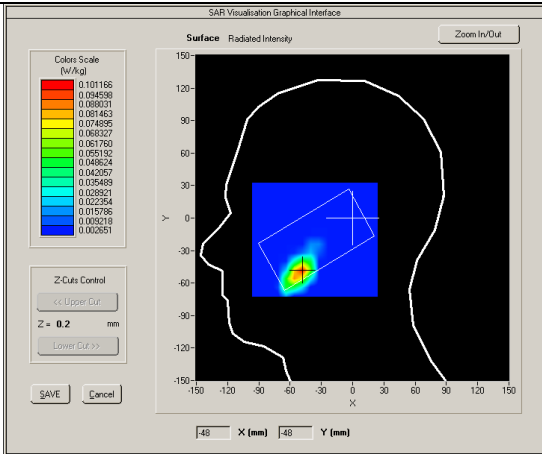 SAR Visualisation Graphical Interface
Surface Radiated Intensity
Zoom In/Out
Colors Scale
(W/kg)
0.101166
0.094598
0.088031
0.081463
0.074895
0.068327
0.061760
0.055192
0.048624
0.042057
0.035489
0.028921
0.022354
0.015786
0.009218
0.002651
Z-Cuts Control
<< Upper Cut
Z = 0.2 mm
Lower Cut >>
SAVE Cancel
150
120
90
60
30
0
-30
-60
-90
-120
-150
Y
-150 -120 -90 -60 -30 0 30 60 90 120 150
X
-48 X (mm) -48 Y (mm)